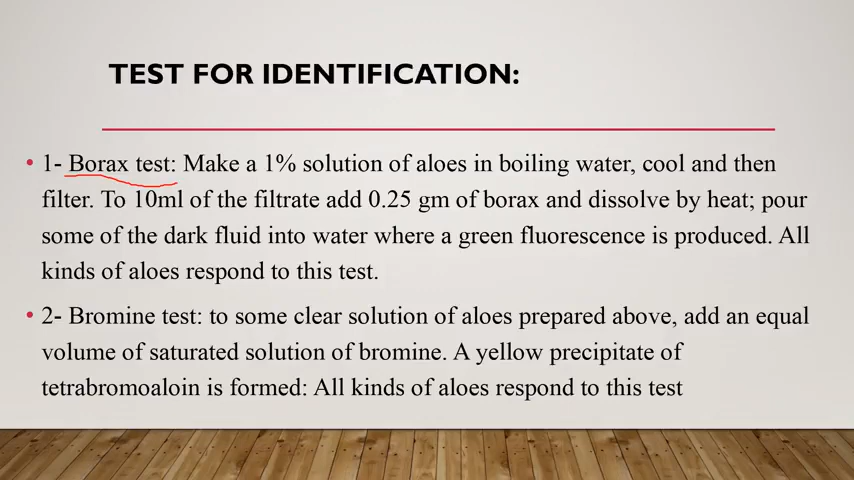 TEST FOR IDENTIFICATION:
• 1- Borax test: Make a 1% solution of aloes in boiling water, cool and then
filter. To 10ml of the filtrate add 0.25 gm of borax and dissolve by heat; pour
some of the dark fluid into water where a green fluorescence is produced. All
kinds of aloes respond to this test.
• 2- Bromine test: to some clear solution of aloes prepared above, add an equal
volume of saturated solution of bromine. A yellow precipitate of
tetrabromoaloin is formed: All kinds of aloes respond to this test